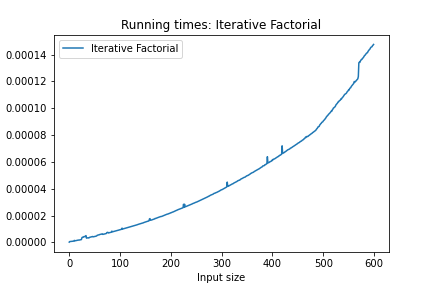 Running times: Iterative Factorial
Iterative Factorial
0.00014
0.00012
0.00010
0.00008
0.00006
0.00004
0.00002
0.00000
0 100 200 300 400 500 600
Input size